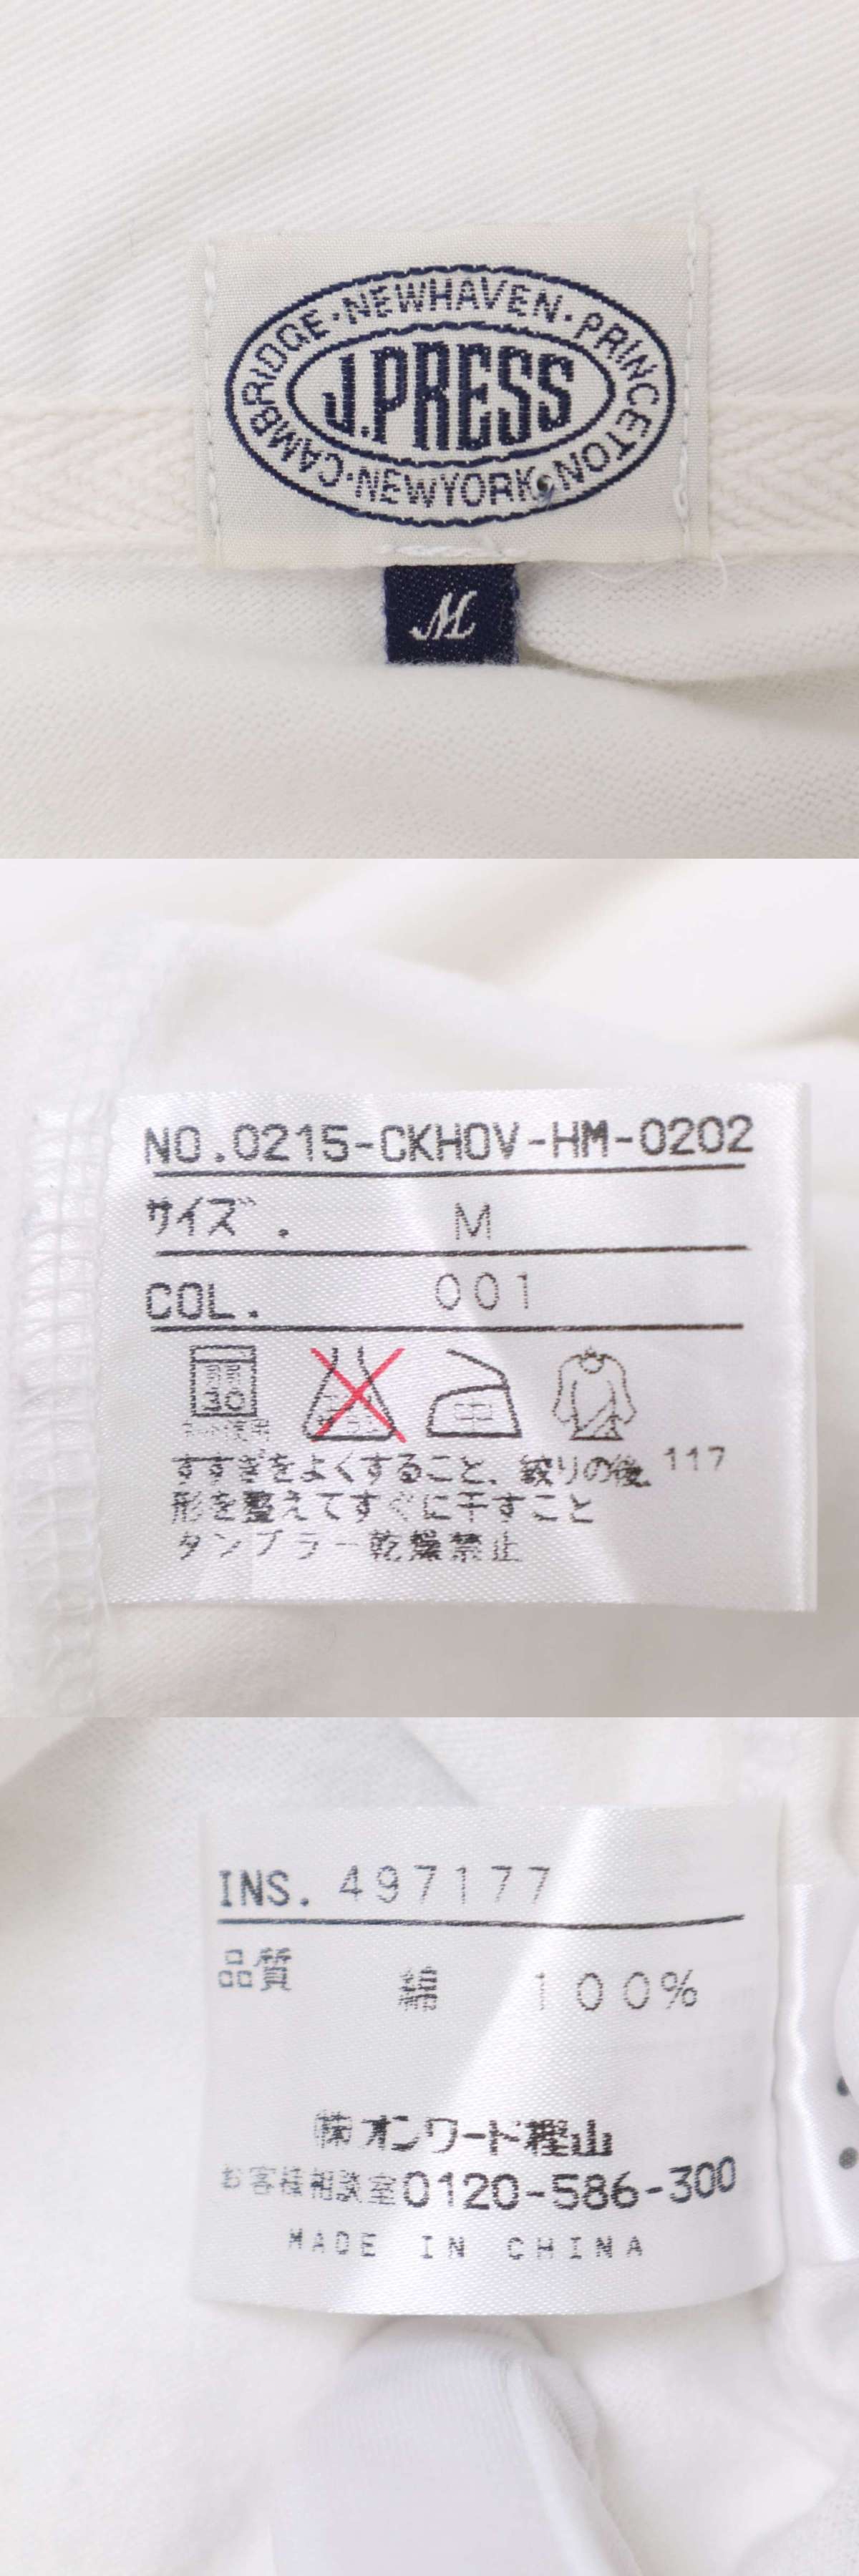 CAMBRIDGE·NEWHAVEN·PRINCETON·NEWYORK·
J.PRESS
M
NO.0215-CKHOV-HM-0202
サイズ. M
COL. 001
すすぎをよくすること、絞りの後、117
形を整えてすぐに干すこと
タンブラー乾燥禁止
INS. 497177
品質 綿 100%
㈱オンワード樫山
お客様相談室0120-586-300
MADE IN CHINA